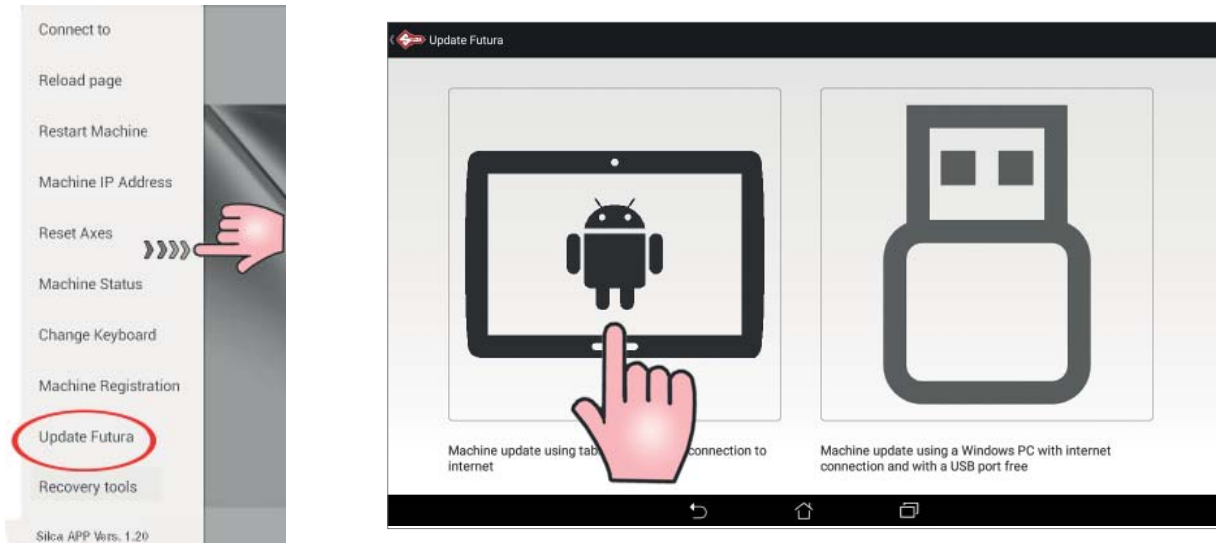 Connect to
Reload page
Restart Machine
Machine IP Address
Reset Axes
Machine Status
Change Keyboard
Machine Registration
Update Futura
Recovery tools
Silca APP Vers. 1.20
Update Futura
Machine update using connection to
internet
Machine update using a Windows PC with internet
connection and with a USB port free